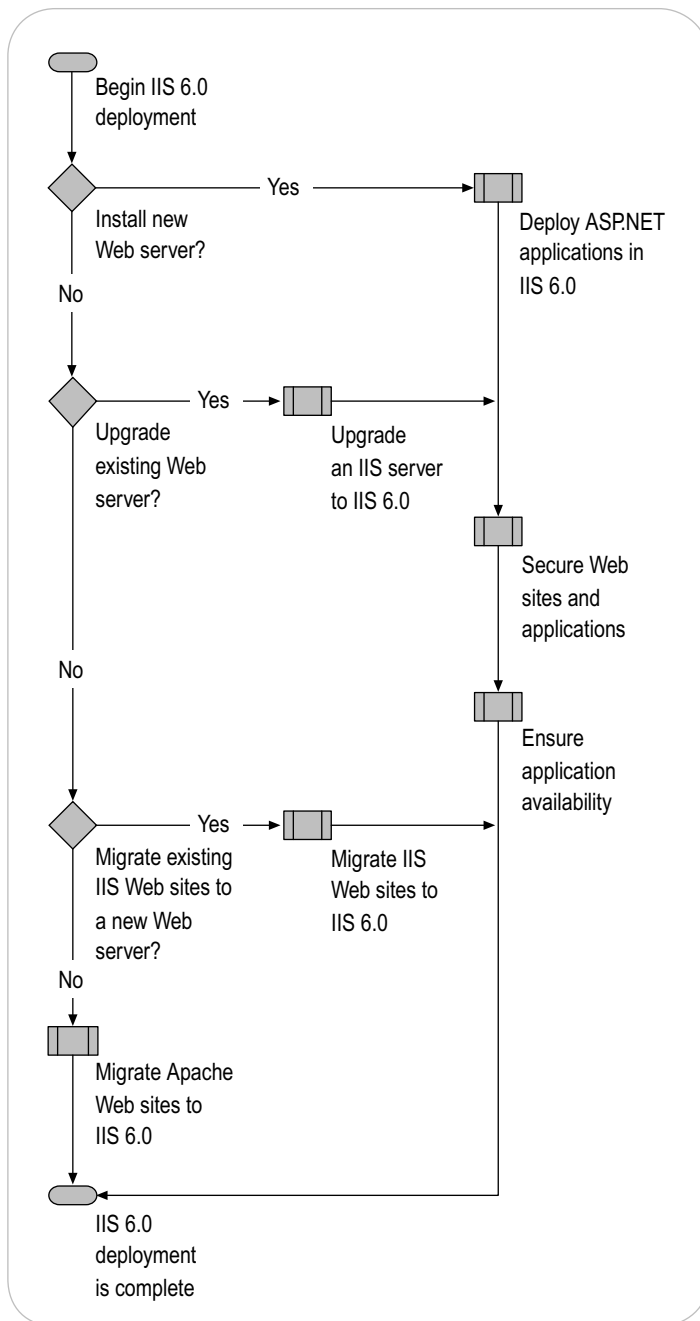 Begin IIS 6.0
deployment
Yes
Install new
Web server?
Deploy ASP.NET
applications in
IIS 6.0
No
Yes
Upgrade
existing Web
server?
Upgrade
an IIS server
to IIS 6.0
Secure Web
sites and
applications
No
Ensure
application
availability
Yes
Migrate existing
IIS Web sites to
a new Web
server?
Migrate IIS
Web sites to
IIS 6.0
No
Migrate Apache
Web sites to
IIS 6.0
IIS 6.0
deployment
is complete